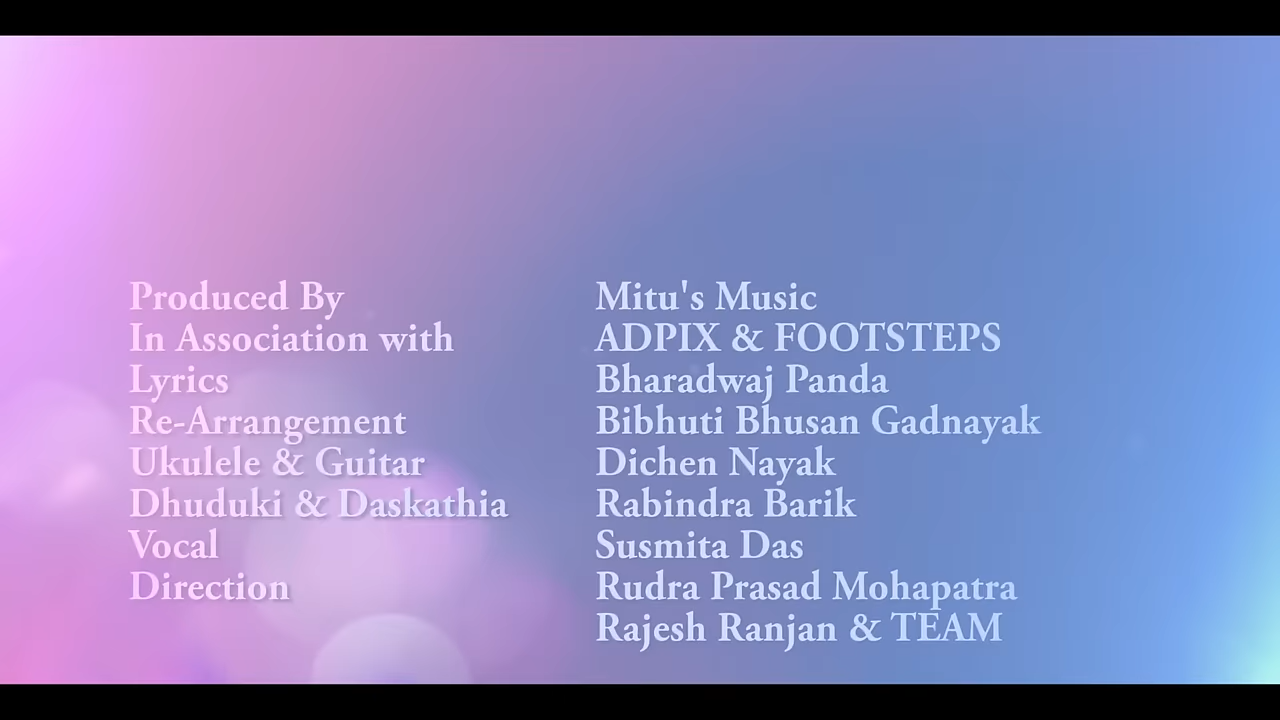 Produced By Mitu's Music
In Association with ADPIX & FOOTSTEPS
Lyrics Bharadwaj Panda
Re-Arrangement Bibhuti Bhusan Gadnayak
Ukulele & Guitar Dichen Nayak
Dhuduki & Daskathia Rabindra Barik
Vocal Susmita Das
Direction Rudra Prasad Mohapatra
Rajesh Ranjan & TEAM